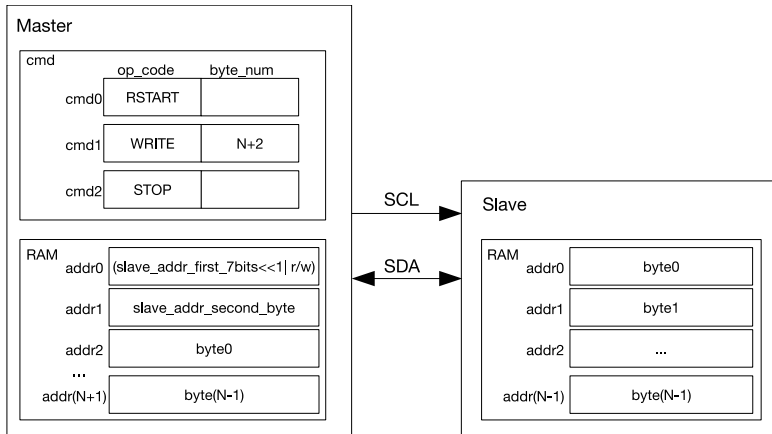 Master
cmd
op_code byte_num
cmd0 RSTART
cmd1 WRITE N+2
cmd2 STOP
RAM
addr0 (slave_addr_first_7bits<<1| r/w)
addr1 slave_addr_second_byte
addr2 byte0
...
addr(N+1) byte(N-1)
SCL
SDA
Slave
RAM
addr0 byte0
addr1 byte1
addr2 ...
addr(N-1) byte(N-1)